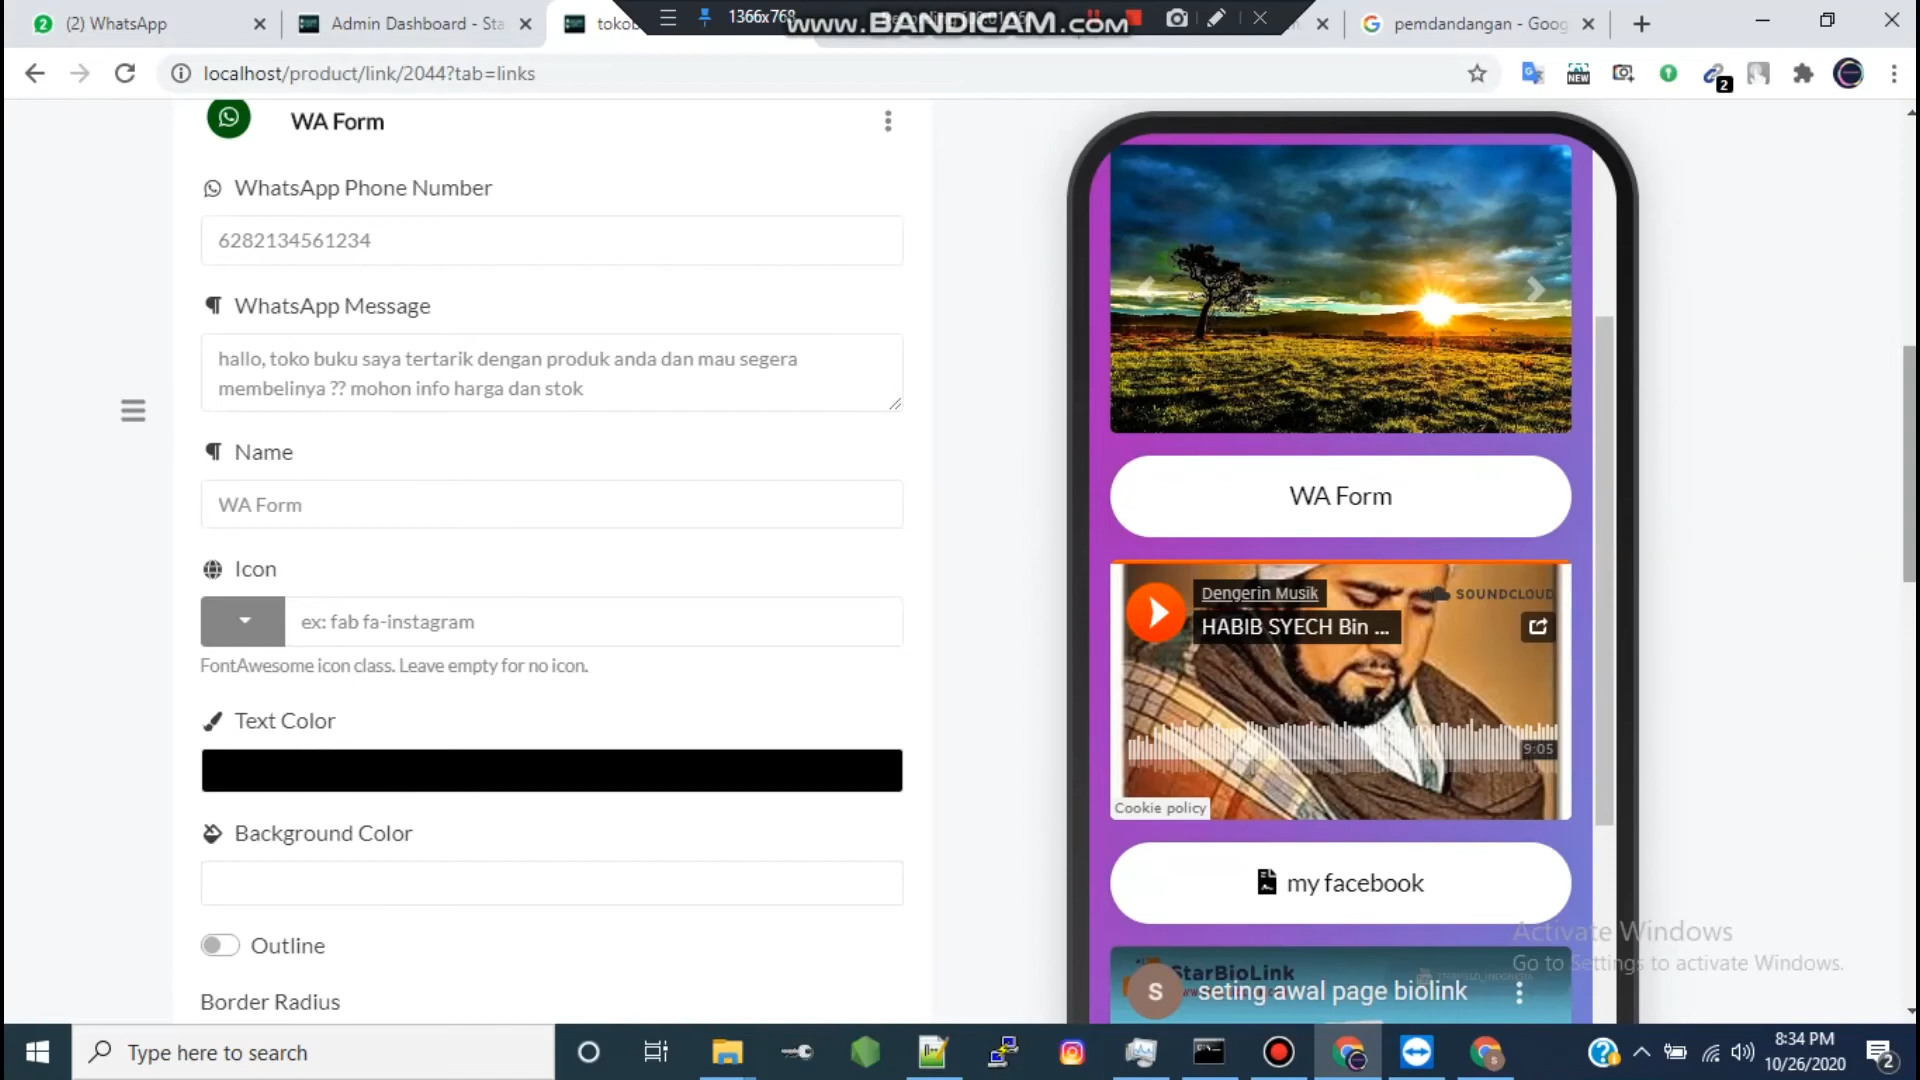 (2) WhatsApp
Admin Dashboard - Sta
1366x768
www.BANDICAM.com
pemdandangan - Goog
localhost/product/link/2044?tab=links
NEW
2
WA Form
WhatsApp Phone Number
6282134561234
WhatsApp Message
hallo, toko buku saya tertarik dengan produk anda dan mau segera
membelinya ?? mohon info harga dan stok
Name
WA Form
Icon
ex: fab fa-instagram
FontAwesome icon class. Leave empty for no icon.
Text Color
Background Color
Outline
Border Radius
WA Form
Dengerin Musik
SOUNDCLOUD
HABIB SYECH Bin ...
9:05
Cookie policy
my facebook
StarBioLink
S
seting awal page biolink
Activate Windows
Go to Settings to activate Windows.
Type here to search
8:34 PM
10/26/2020
2